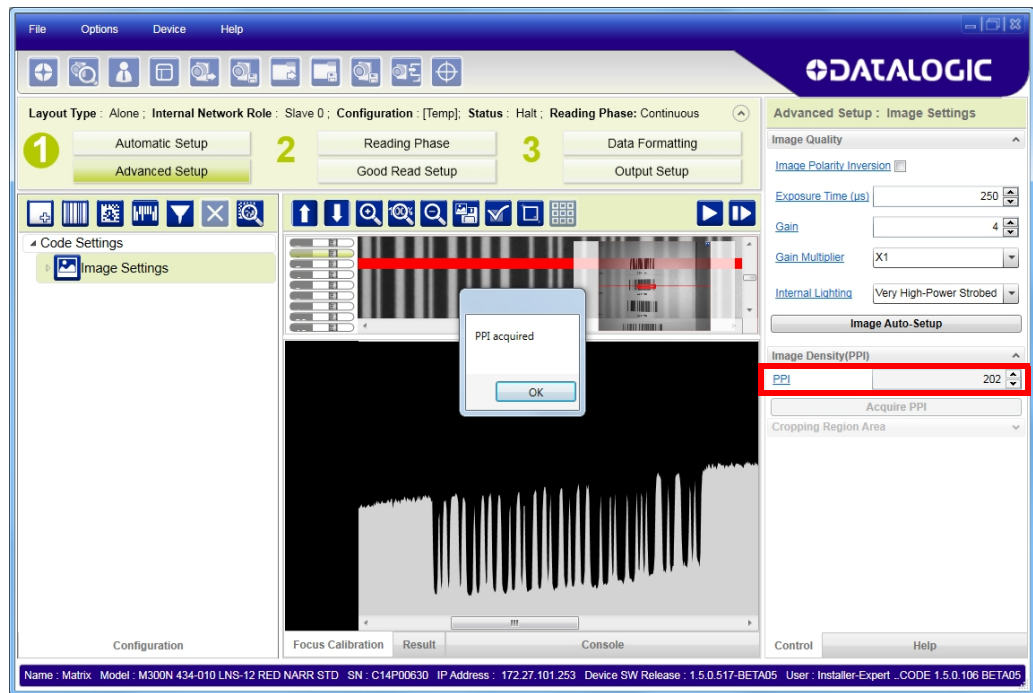 File Options Device Help
DATALOGIC
Layout Type : Alone ; Internal Network Role : Slave 0 ; Configuration : [Temp]; Status : Halt ; Reading Phase: Continuous
1 Automatic Setup
Advanced Setup
2 Reading Phase
Good Read Setup
3 Data Formatting
Output Setup
Code Settings
Image Settings
Configuration
100%
PPI acquired
OK
Focus Calibration Result Console
Advanced Setup : Image Settings
Image Quality
Image Polarity Inversion
Exposure Time (µs) 250
Gain 4
Gain Multiplier X1
Internal Lighting Very High-Power Strobed
Image Auto-Setup
Image Density(PPI)
PPI 202
Acquire PPI
Cropping Region Area
Control Help
Name : Matrix Model : M300N 434-010 LNS-12 RED NARR STD SN : C14P00630 IP Address : 172.27.101.253 Device SW Release : 1.5.0.517-BETA05 User : Installer-Expert _CODE 1.5.0.106 BETA05